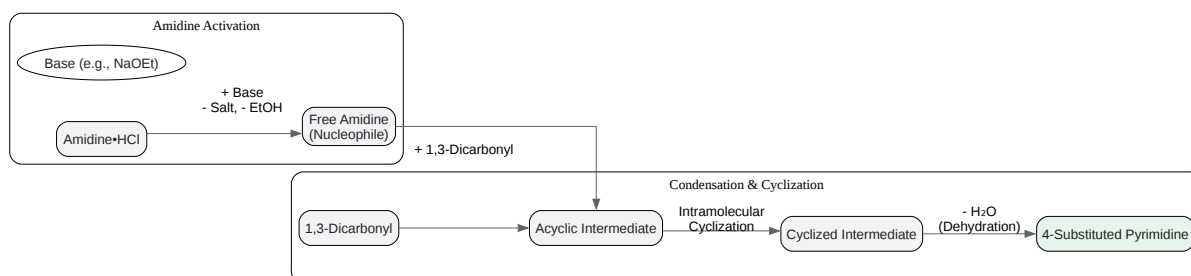 Amidine Activation
Base (e.g., NaOEt)
+ Base
- Salt, - EtOH
Amidine•HCl
Free Amidine
(Nucleophile)
+ 1,3-Dicarbonyl
Condensation & Cyclization
1,3-Dicarbonyl
Acyclic Intermediate
Intramolecular
Cyclization
Cyclized Intermediate
- H₂O
(Dehydration)
4-Substituted Pyrimidine